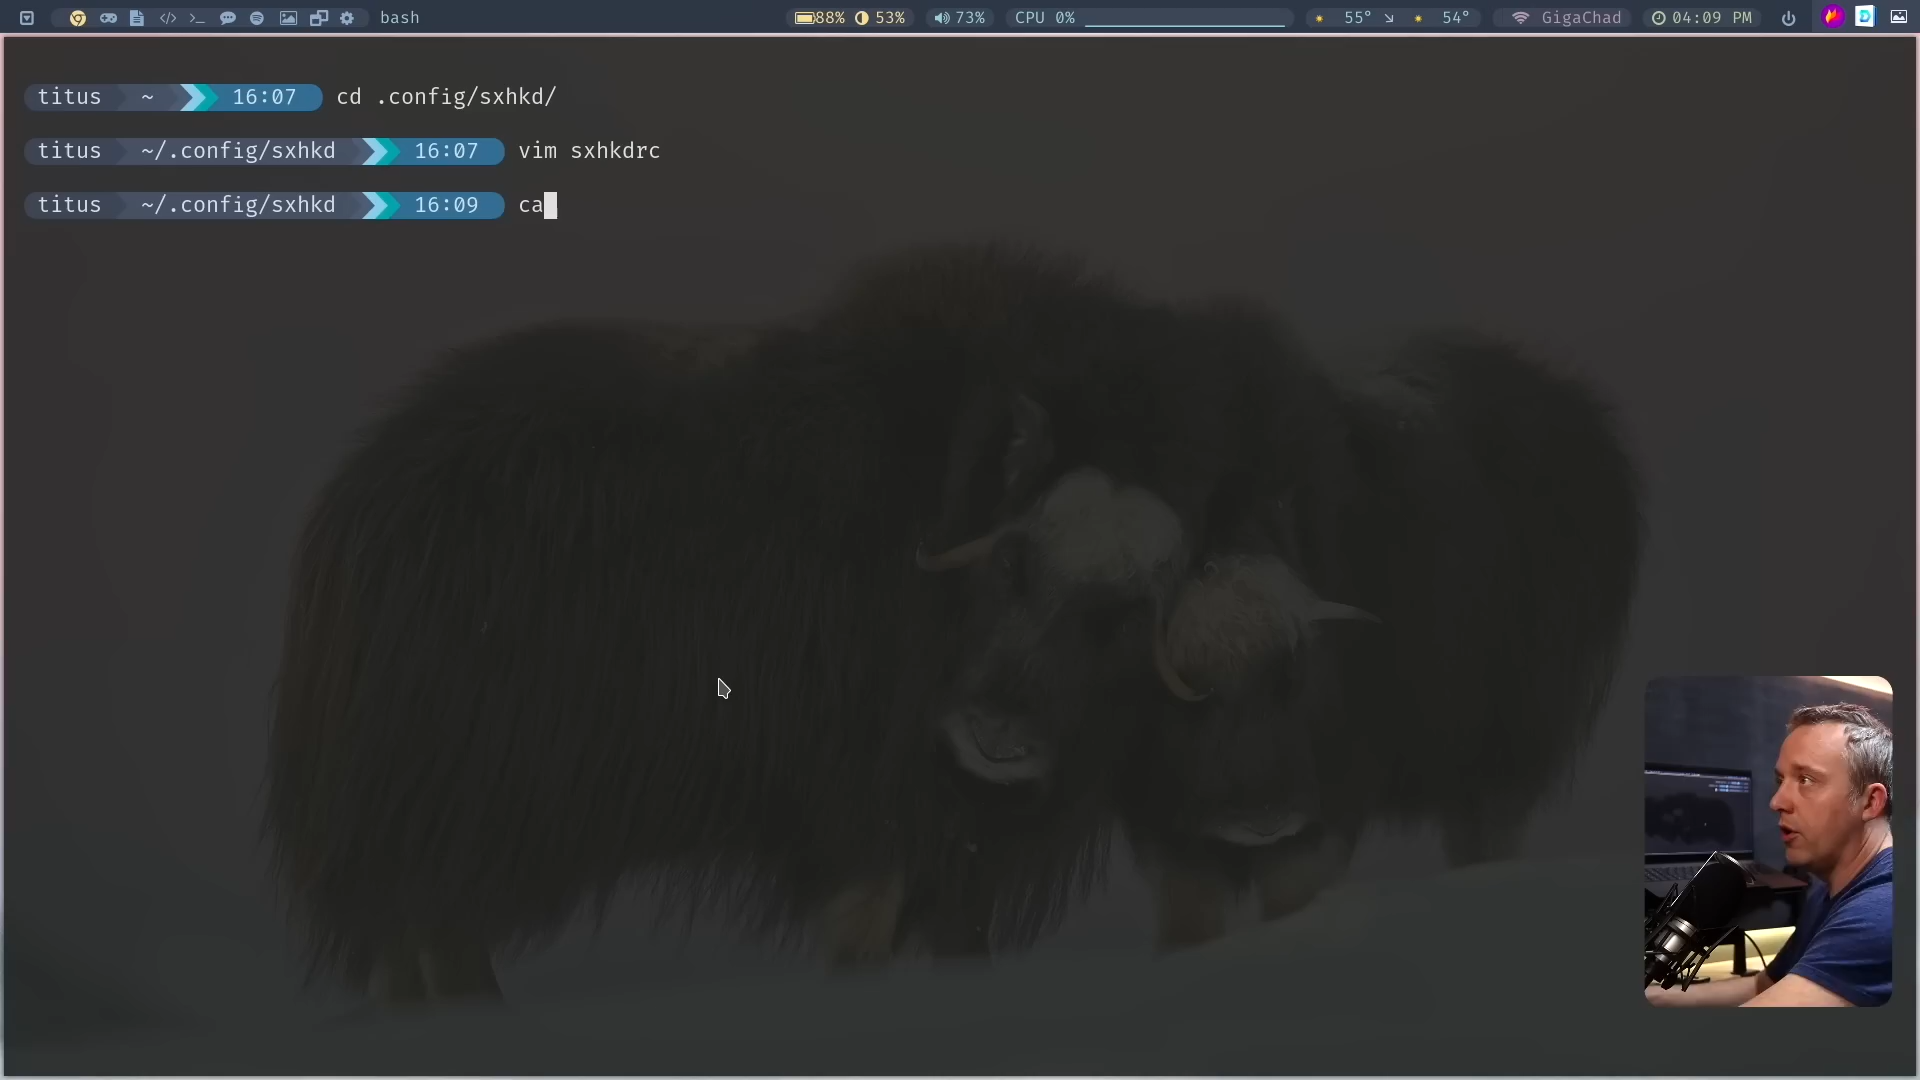 bash 88% 53% 73% CPU 0% 55° 54° GigaChad 04:09 PM
titus ~ 16:07 cd .config/sxhkd/
titus ~/.config/sxhkd 16:07 vim sxhkdrc
titus ~/.config/sxhkd 16:09 ca